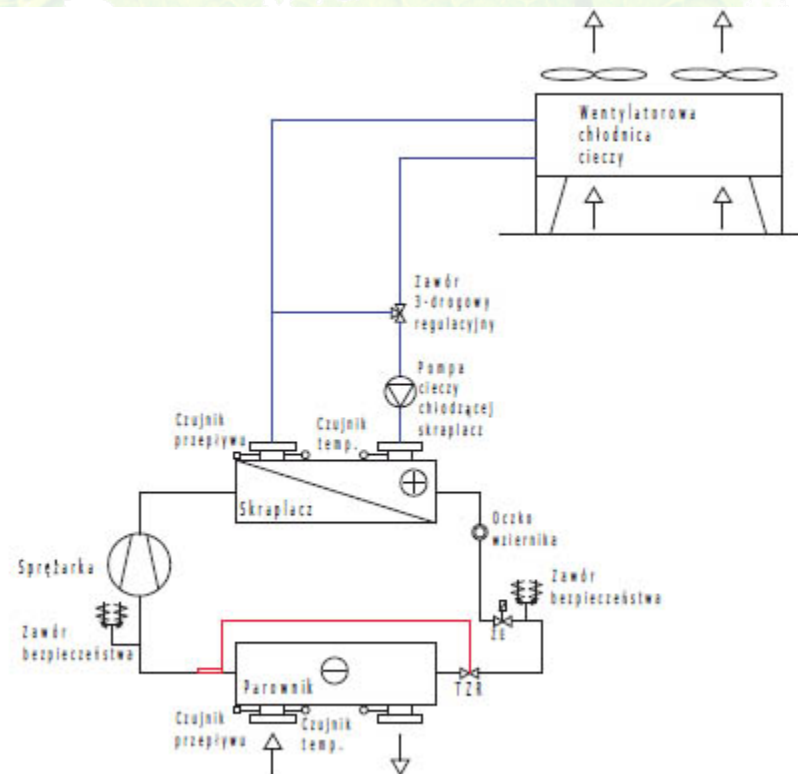 Wentylatorowa
chłodnica
cieczy
Zawór
3-drogowy
regulacyjny
Pompa
cieczy
chłodzącej
skraplacz
Czujnik
przepływu
Czujnik
temp.
Skraplacz
Oczko
wziernika
Sprężarka
Zawór
bezpieczeństwa
ZE
Zawór
bezpieczeństwa
Parownik
TZR
Czujnik
przepływu
Czujnik
temp.